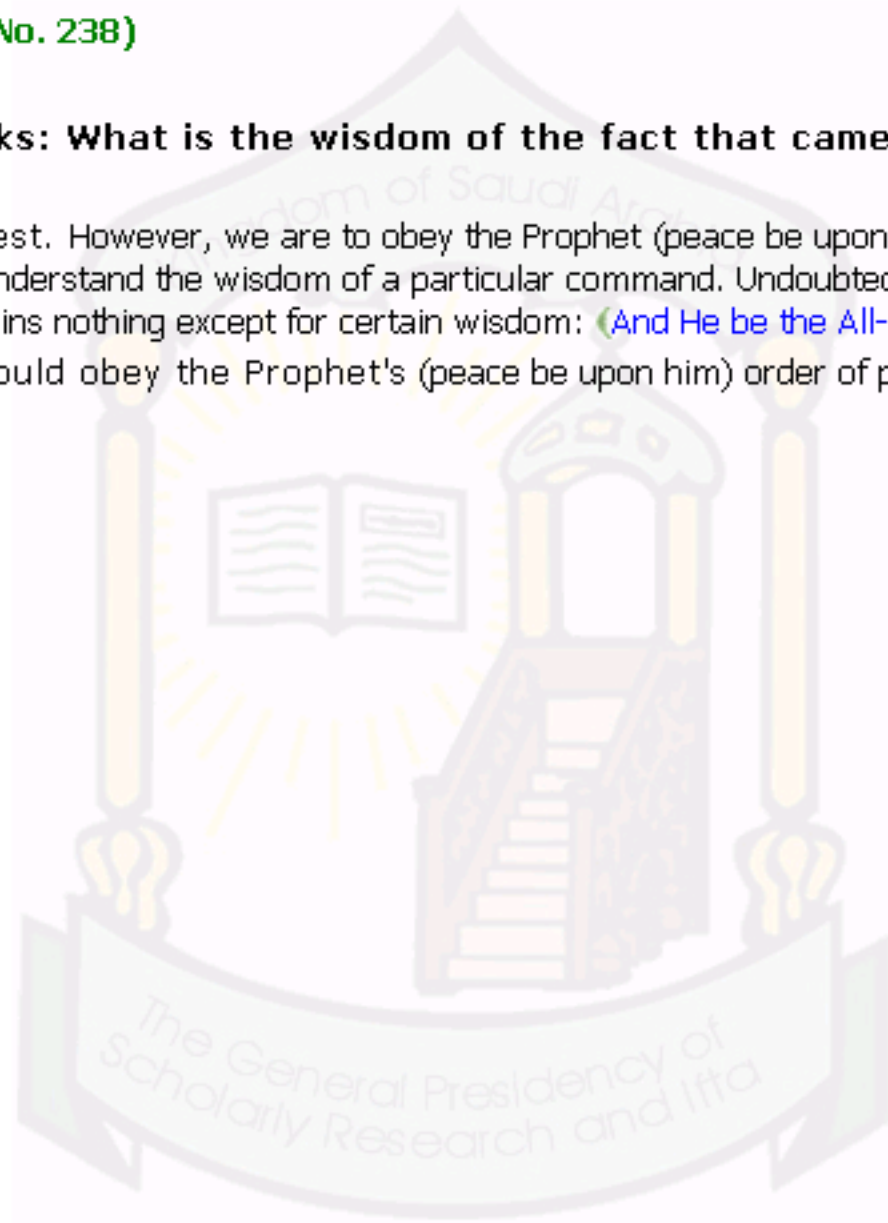 No. 238)
ks: What is the wisdom of the fact that came
est. However, we are to obey the Prophet (peace be upon
nderstand the wisdom of a particular command. Undoubted
ins nothing except for certain wisdom: ﴾And He be the All-
ould obey the Prophet's (peace be upon him) order of p
Kingdom of Saudi Arabia
The General Presidency of
Scholarly Research and Ifta